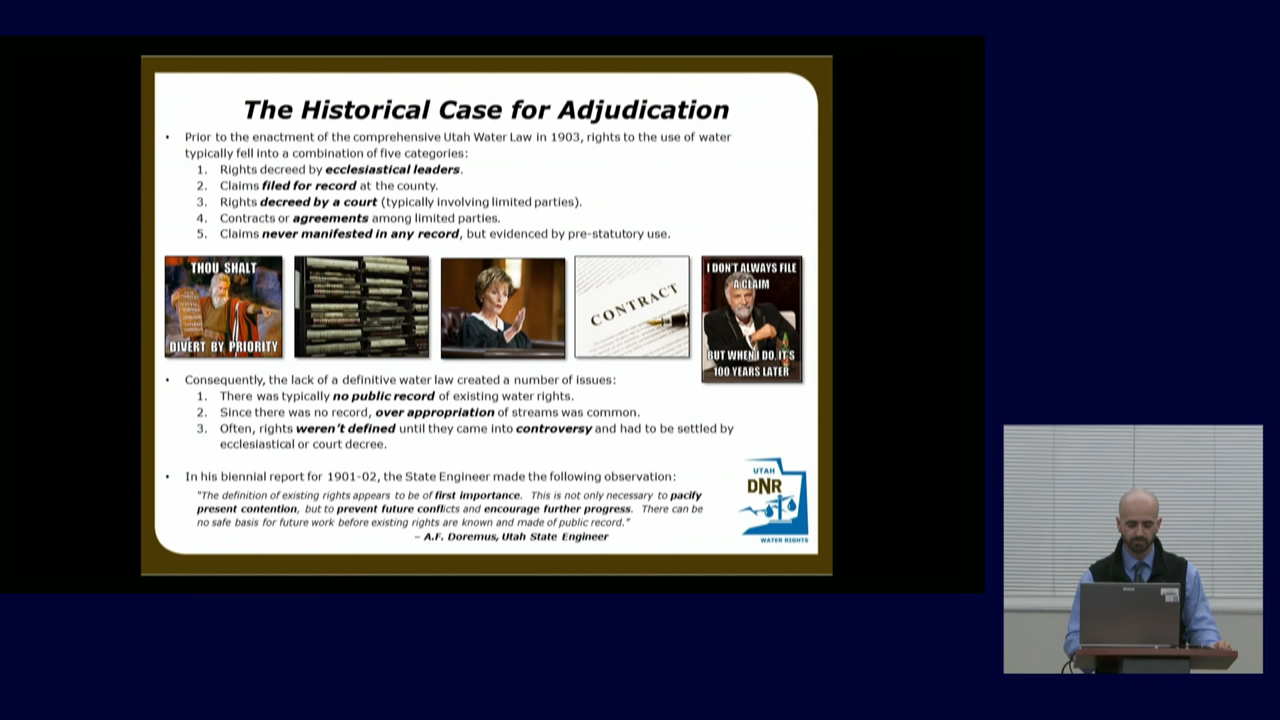 The Historical Case for Adjudication
• Prior to the enactment of the comprehensive Utah Water Law in 1903, rights to the use of water
typically fell into a combination of five categories:
1. Rights decreed by ecclesiastical leaders.
2. Claims filed for record at the county.
3. Rights decreed by a court (typically involving limited parties).
4. Contracts or agreements among limited parties.
5. Claims never manifested in any record, but evidenced by pre-statutory use.
THOU SHALT
DIVERT BY PRIORITY
CONTRACT
I DON'T ALWAYS FILE
A CLAIM
BUT WHEN I DO, IT'S
100 YEARS LATER
• Consequently, the lack of a definitive water law created a number of issues:
1. There was typically no public record of existing water rights.
2. Since there was no record, over appropriation of streams was common.
3. Often, rights weren't defined until they came into controversy and had to be settled by
ecclesiastical or court decree.
• In his biennial report for 1901-02, the State Engineer made the following observation:
"The definition of existing rights appears to be of first importance. This is not only necessary to pacify
present contention, but to prevent future conflicts and encourage further progress. There can be
no safe basis for future work before existing rights are known and made of public record."
– A.F. Doremus, Utah State Engineer
UTAH
DNR
WATER RIGHTS